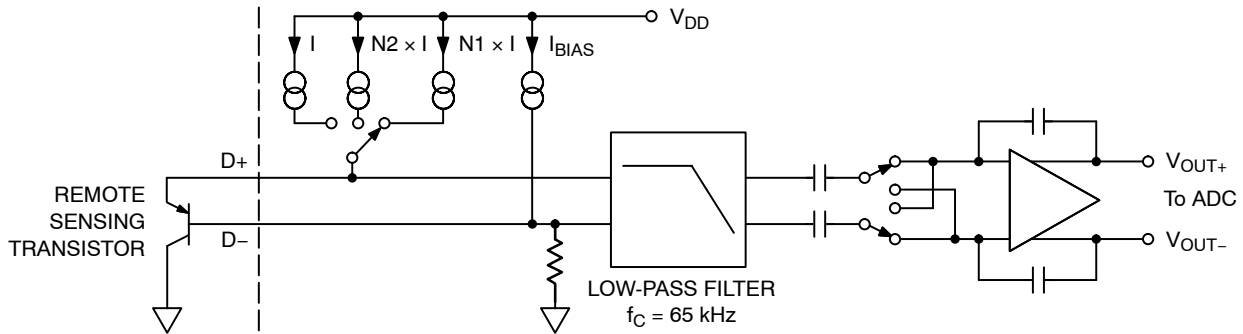 V_DD
I
N2 × I
N1 × I
I_BIAS
D+
REMOTE
SENSING
TRANSISTOR
D−
LOW-PASS FILTER
f_C = 65 kHz
V_OUT+
To ADC
V_OUT−